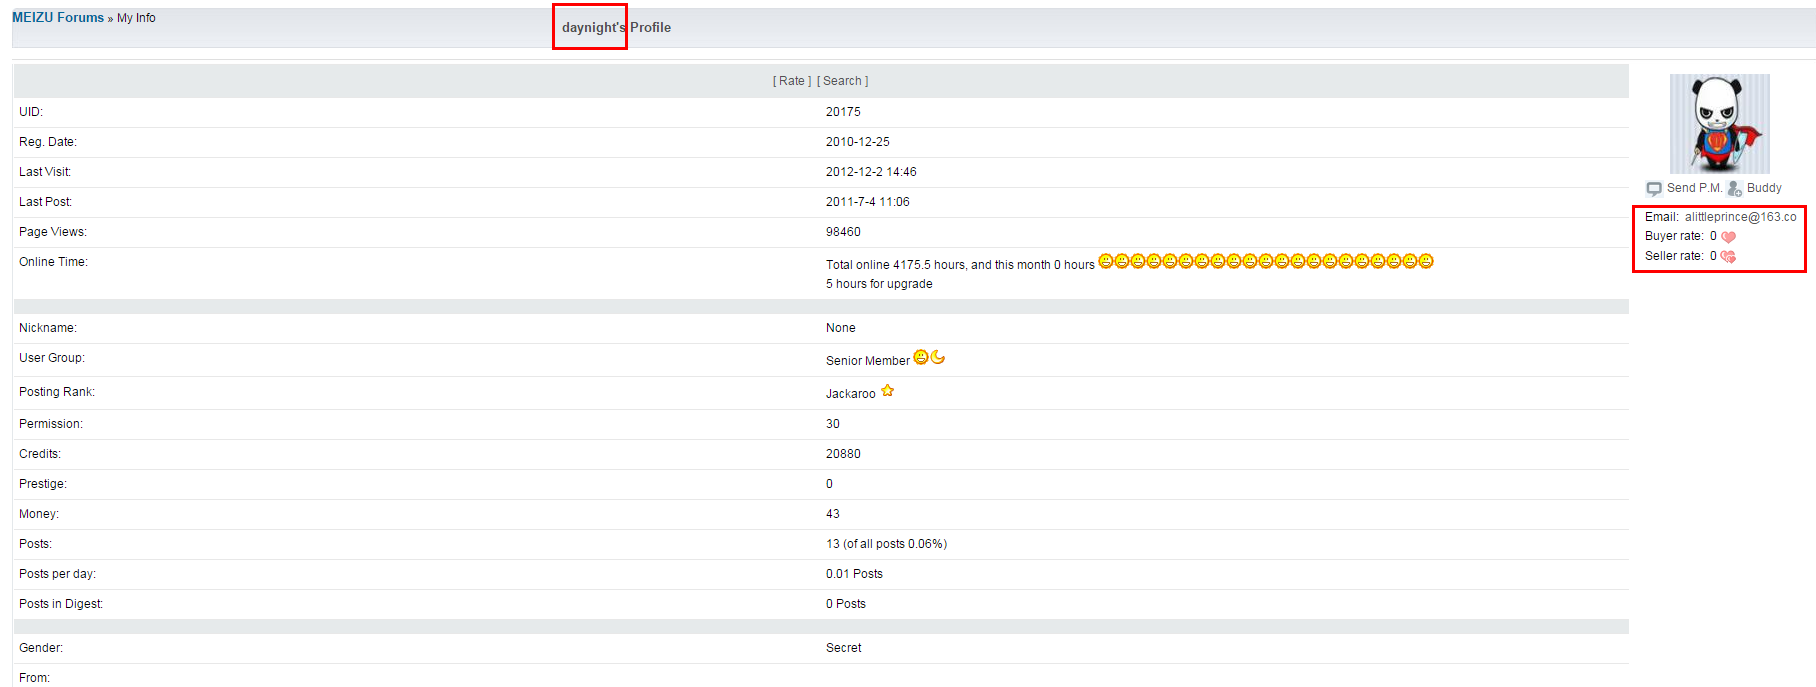 MEIZU Forums » My Info
daynight's Profile
[ Rate ] [ Search ]
UID: 20175
Reg. Date: 2010-12-25
Last Visit: 2012-12-2 14:46
Last Post: 2011-7-4 11:06
Page Views: 98460
Online Time: Total online 4175.5 hours, and this month 0 hours
5 hours for upgrade
Nickname: None
User Group: Senior Member
Posting Rank: Jackaroo
Permission: 30
Credits: 20880
Prestige: 0
Money: 43
Posts: 13 (of all posts 0.06%)
Posts per day: 0.01 Posts
Posts in Digest: 0 Posts
Gender: Secret
From:
Send P.M. Buddy
Email: alittleprince@163.co
Buyer rate: 0
Seller rate: 0